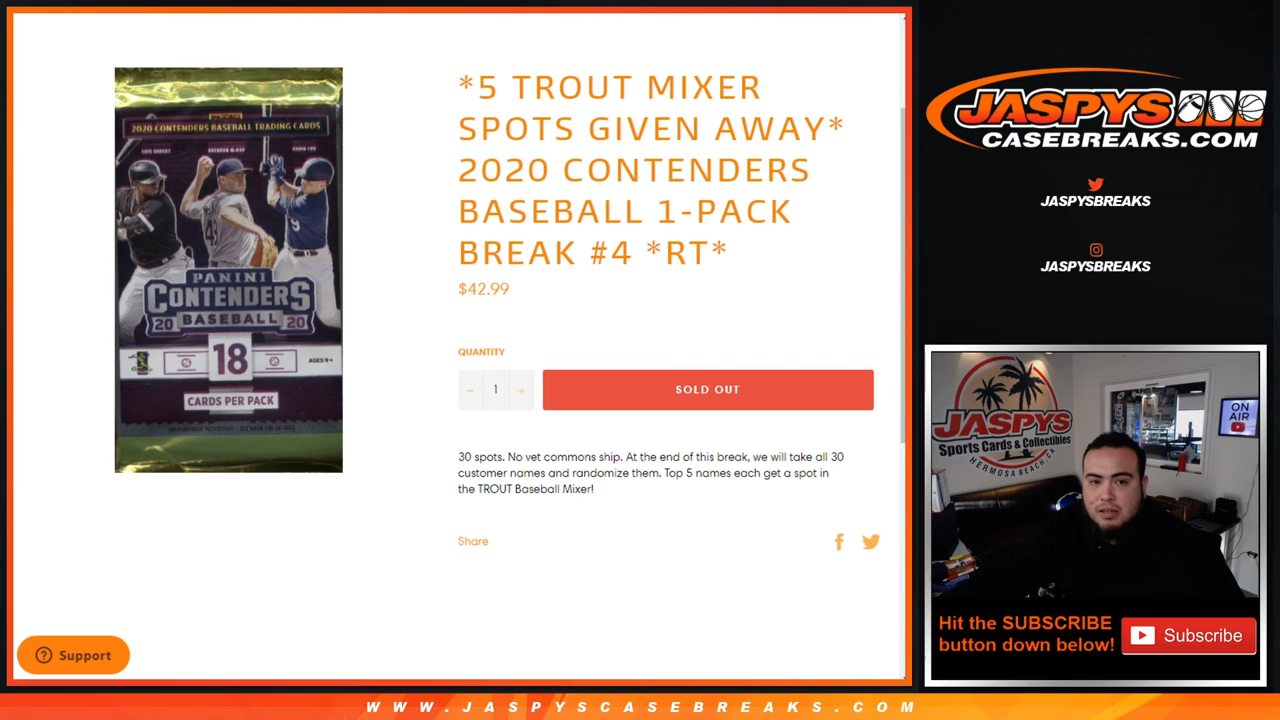 *5 TROUT MIXER
SPOTS GIVEN AWAY*
2020 CONTENDERS
BASEBALL 1-PACK
BREAK #4 *RT*
$42.99
QUANTITY
− 1 +
SOLD OUT
30 spots. No vet commons ship. At the end of this break, we will take all 30
customer names and randomize them. Top 5 names each get a spot in
the TROUT Baseball Mixer!
Share
Support
2020 CONTENDERS BASEBALL TRADING CARDS
PANINI
CONTENDERS
20 BASEBALL 20
18
AGES 9+
CARDS PER PACK
JASPYS
CASEBREAKS.COM
JASPYSBREAKS
JASPYSBREAKS
JASPYS
Sports Cards & Collectibles
HERMOSA BEACH, CA
ON
AIR
Hit the SUBSCRIBE
button down below!
Subscribe
WWW.JASPYSCASEBREAKS.COM